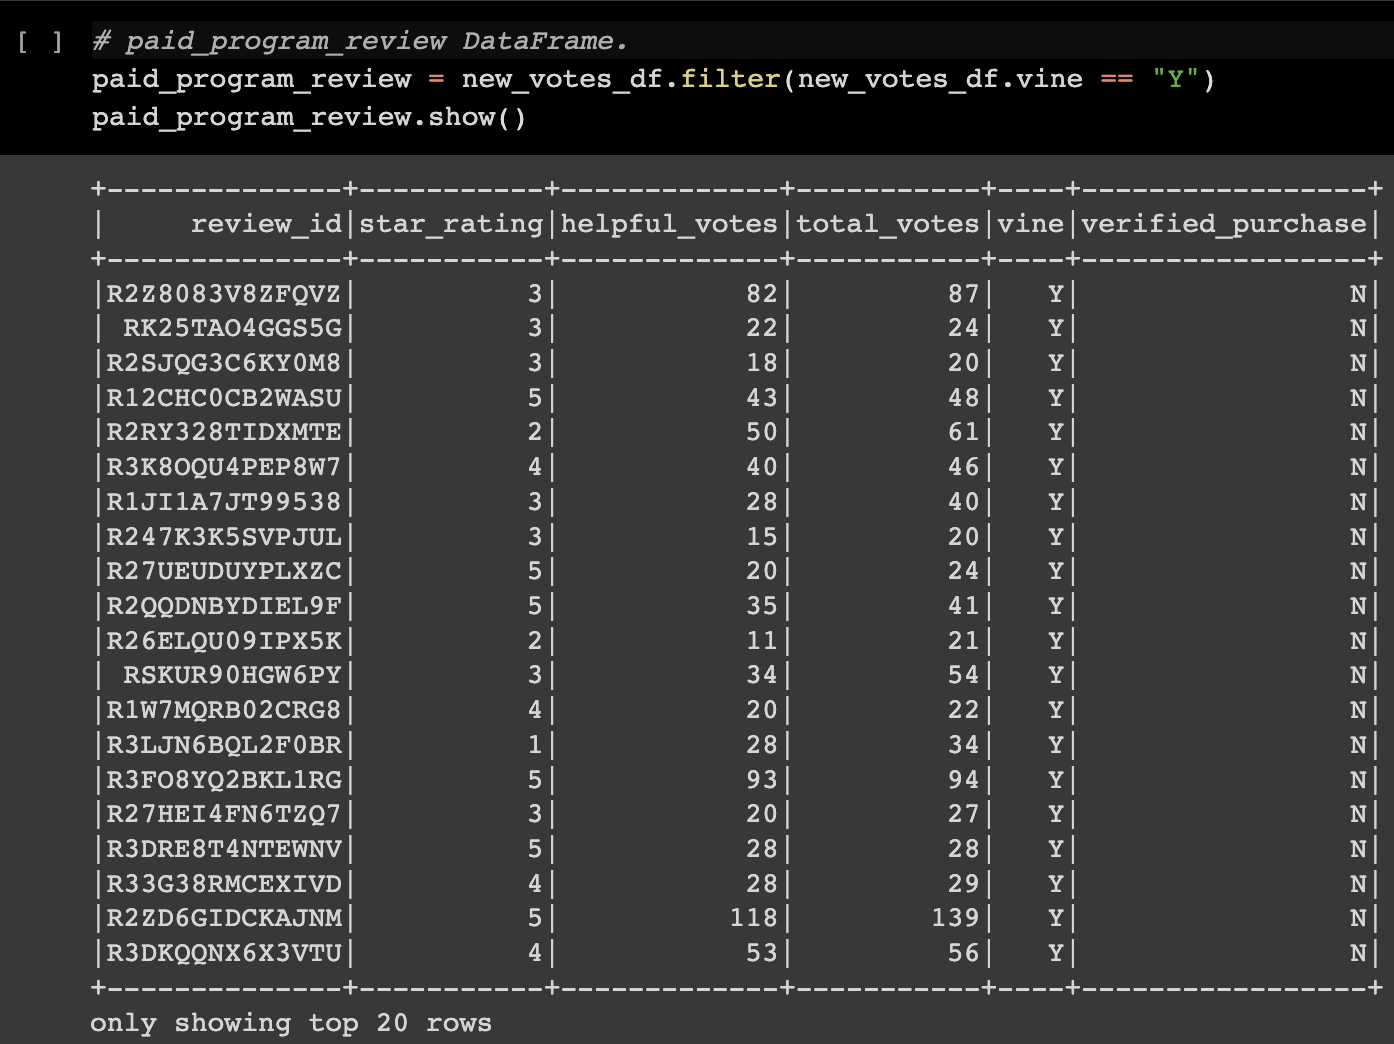 [ ] # paid_program_review DataFrame.
paid_program_review = new_votes_df.filter(new_votes_df.vine == "Y")
paid_program_review.show()
+--------------+-----------+-------------+-----------+----+-----------------+
|     review_id|star_rating|helpful_votes|total_votes|vine|verified_purchase|
+--------------+-----------+-------------+-----------+----+-----------------+
|R2Z8083V8ZFQVZ|          3|           82|         87|   Y|                N|
| RK25TAO4GGS5G|          3|           22|         24|   Y|                N|
|R2SJQG3C6KY0M8|          3|           18|         20|   Y|                N|
|R12CHC0CB2WASU|          5|           43|         48|   Y|                N|
|R2RY328TIDXMTE|          2|           50|         61|   Y|                N|
|R3K8OQU4PEP8W7|          4|           40|         46|   Y|                N|
|R1JI1A7JT99538|          3|           28|         40|   Y|                N|
|R247K3K5SVPJUL|          3|           15|         20|   Y|                N|
|R27UEUDUYPLXZC|          5|           20|         24|   Y|                N|
|R2QQDNBYDIEL9F|          5|           35|         41|   Y|                N|
|R26ELQU09IPX5K|          2|           11|         21|   Y|                N|
| RSKUR90HGW6PY|          3|           34|         54|   Y|                N|
|R1W7MQRB02CRG8|          4|           20|         22|   Y|                N|
|R3LJN6BQL2F0BR|          1|           28|         34|   Y|                N|
|R3FO8YQ2BKL1RG|          5|           93|         94|   Y|                N|
|R27HEI4FN6TZQ7|          3|           20|         27|   Y|                N|
|R3DRE8T4NTEWNV|          5|           28|         28|   Y|                N|
|R33G38RMCEXIVD|          4|           28|         29|   Y|                N|
|R2ZD6GIDCKAJNM|          5|          118|        139|   Y|                N|
|R3DKQQNX6X3VTU|          4|           53|         56|   Y|                N|
+--------------+-----------+-------------+-----------+----+-----------------+
only showing top 20 rows